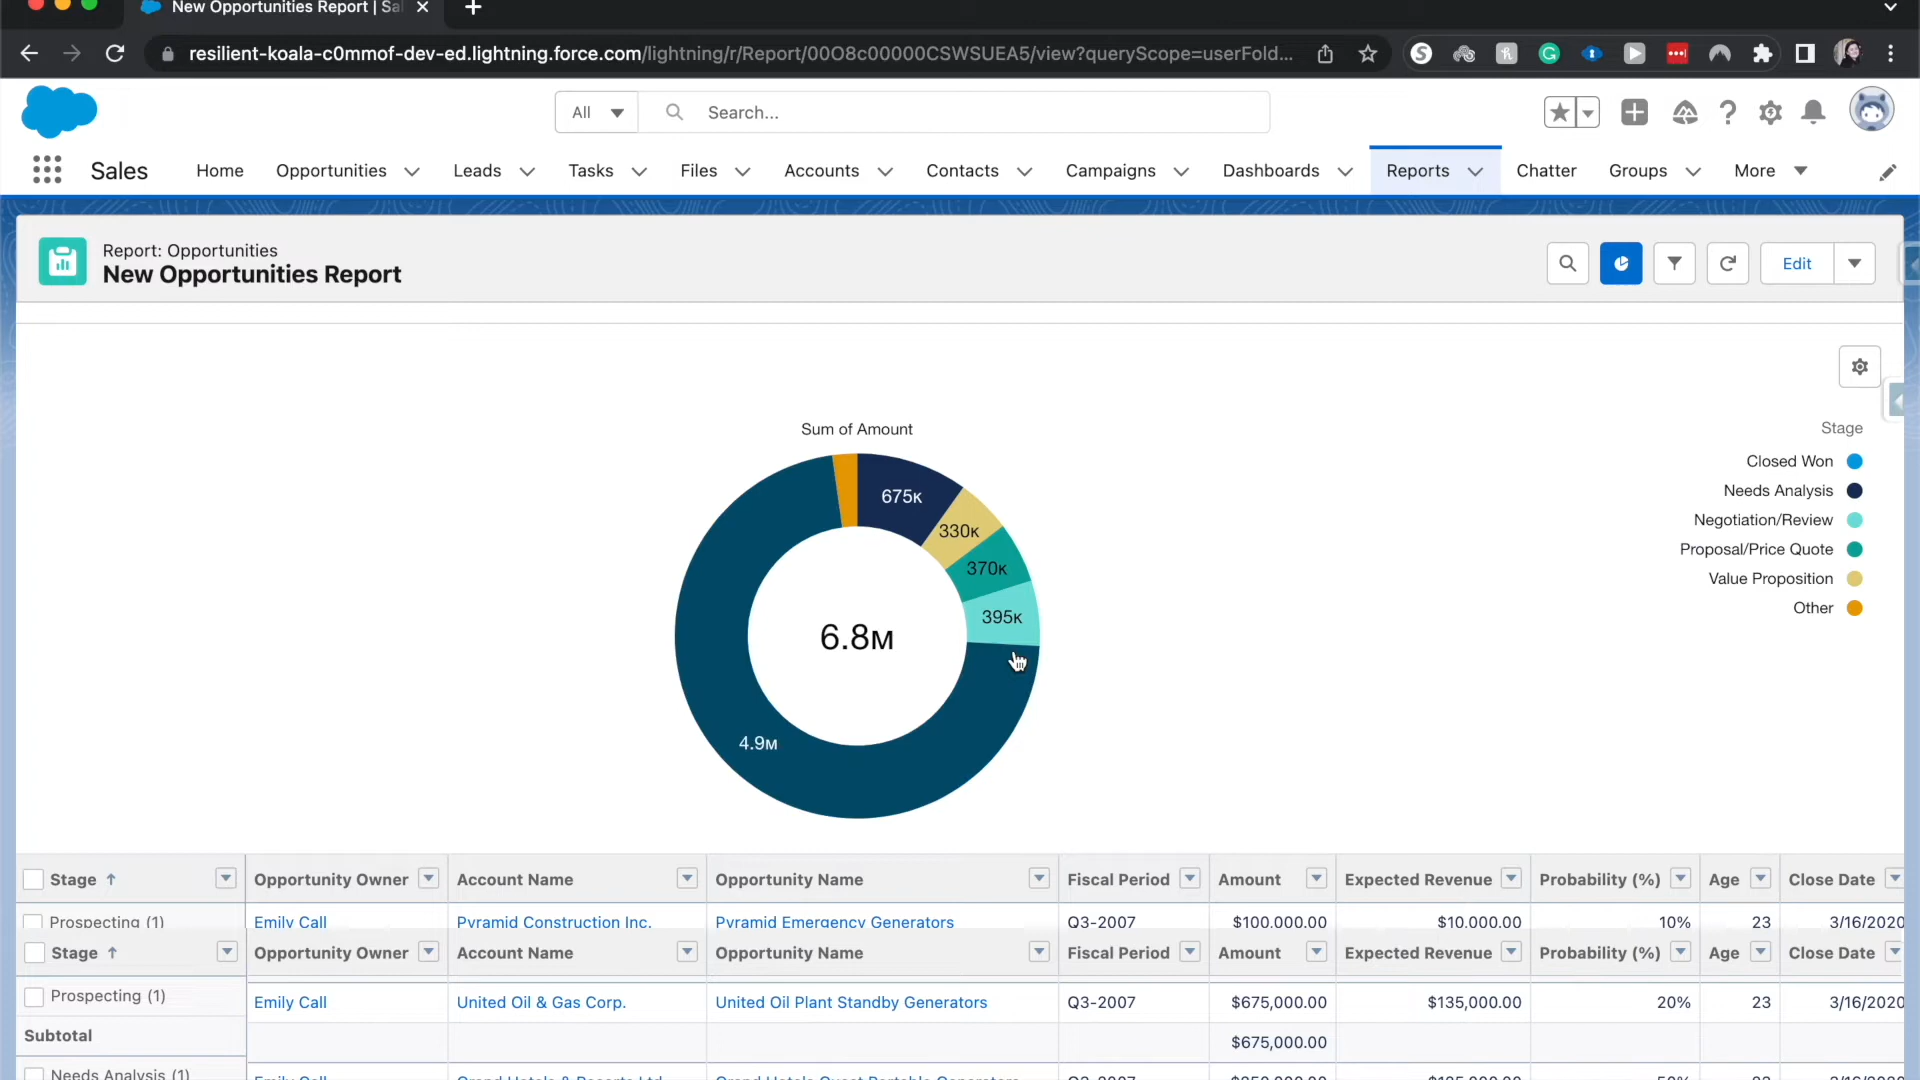 New Opportunities Report | Sa
resilient-koala-c0mmof-dev-ed.lightning.force.com/lightning/r/Report/00O8c00000CSWSUEA5/view?queryScope=userFold...
All
Search...
Sales
Home Opportunities Leads Tasks Files Accounts Contacts Campaigns Dashboards Reports Chatter Groups More
Report: Opportunities
New Opportunities Report
Edit
Sum of Amount
675K
330K
370K
395K
6.8M
4.9M
Stage
Closed Won
Needs Analysis
Negotiation/Review
Proposal/Price Quote
Value Proposition
Other
Stage ↑ Opportunity Owner Account Name Opportunity Name Fiscal Period Amount Expected Revenue Probability (%) Age Close Date
Prospecting (1) Emily Call Pyramid Construction Inc. Pyramid Emergency Generators Q3-2007 $100,000.00 $10,000.00 10% 23 3/16/2020
Stage ↑ Opportunity Owner Account Name Opportunity Name Fiscal Period Amount Expected Revenue Probability (%) Age Close Date
Prospecting (1) Emily Call United Oil & Gas Corp. United Oil Plant Standby Generators Q3-2007 $675,000.00 $135,000.00 20% 23 3/16/2020
Subtotal $675,000.00
Needs Analysis (1)